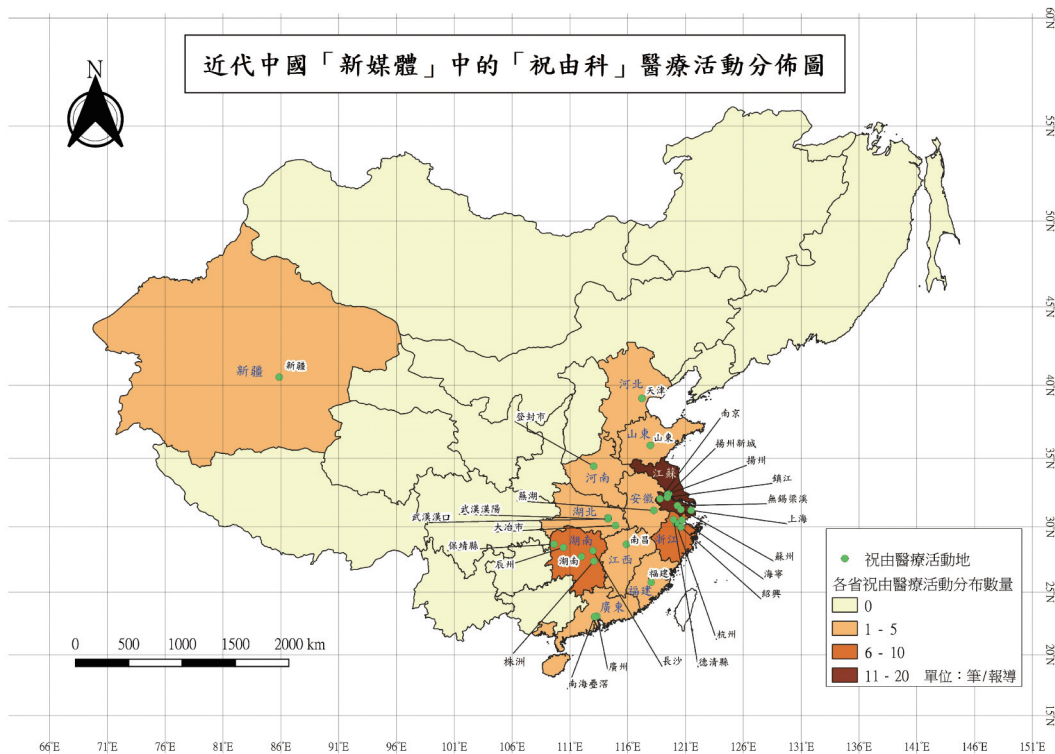 近代中國「新媒體」中的「祝由科」醫療活動分佈圖
N
60°N
55°N
50°N
45°N
40°N
35°N
30°N
25°N
20°N
15°N
新疆
新疆
河北
天津
登封市
南京
山東
山東
揚州新城
揚州
江蘇
鎮江
河南
蕪湖
安徽
無錫梁溪
武漢漢陽
湖北
上海
武漢漢口
大冶市
浙江
蘇州
保靖縣
湖南
南昌
海寧
辰州
湖南
江西
紹興
福建
福建
廣東
杭州
德清縣
長沙
株洲
廣州
南海疊滘
祝由醫療活動地
各省祝由醫療活動分布數量
0
1 - 5
6 - 10
11 - 20 單位：筆/報導
0 500 1000 1500 2000 km
66°E 71°E 76°E 81°E 86°E 91°E 96°E 101°E 106°E 111°E 116°E 121°E 126°E 131°E 136°E 141°E 146°E 151°E